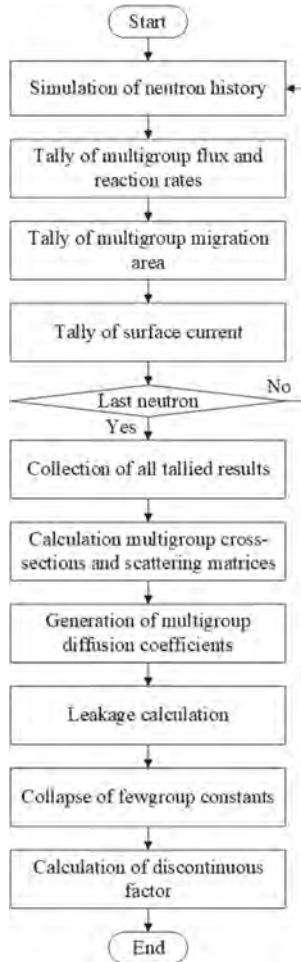 Start
Simulation of neutron history
Tally of multigroup flux and
reaction rates
Tally of multigroup migration
area
Tally of surface current
Last neutron
No
Yes
Collection of all tallied results
Calculation multigroup cross-
sections and scattering matrices
Generation of multigroup
diffusion coefficients
Leakage calculation
Collapse of fewgroup constants
Calculation of discontinuous
factor
End